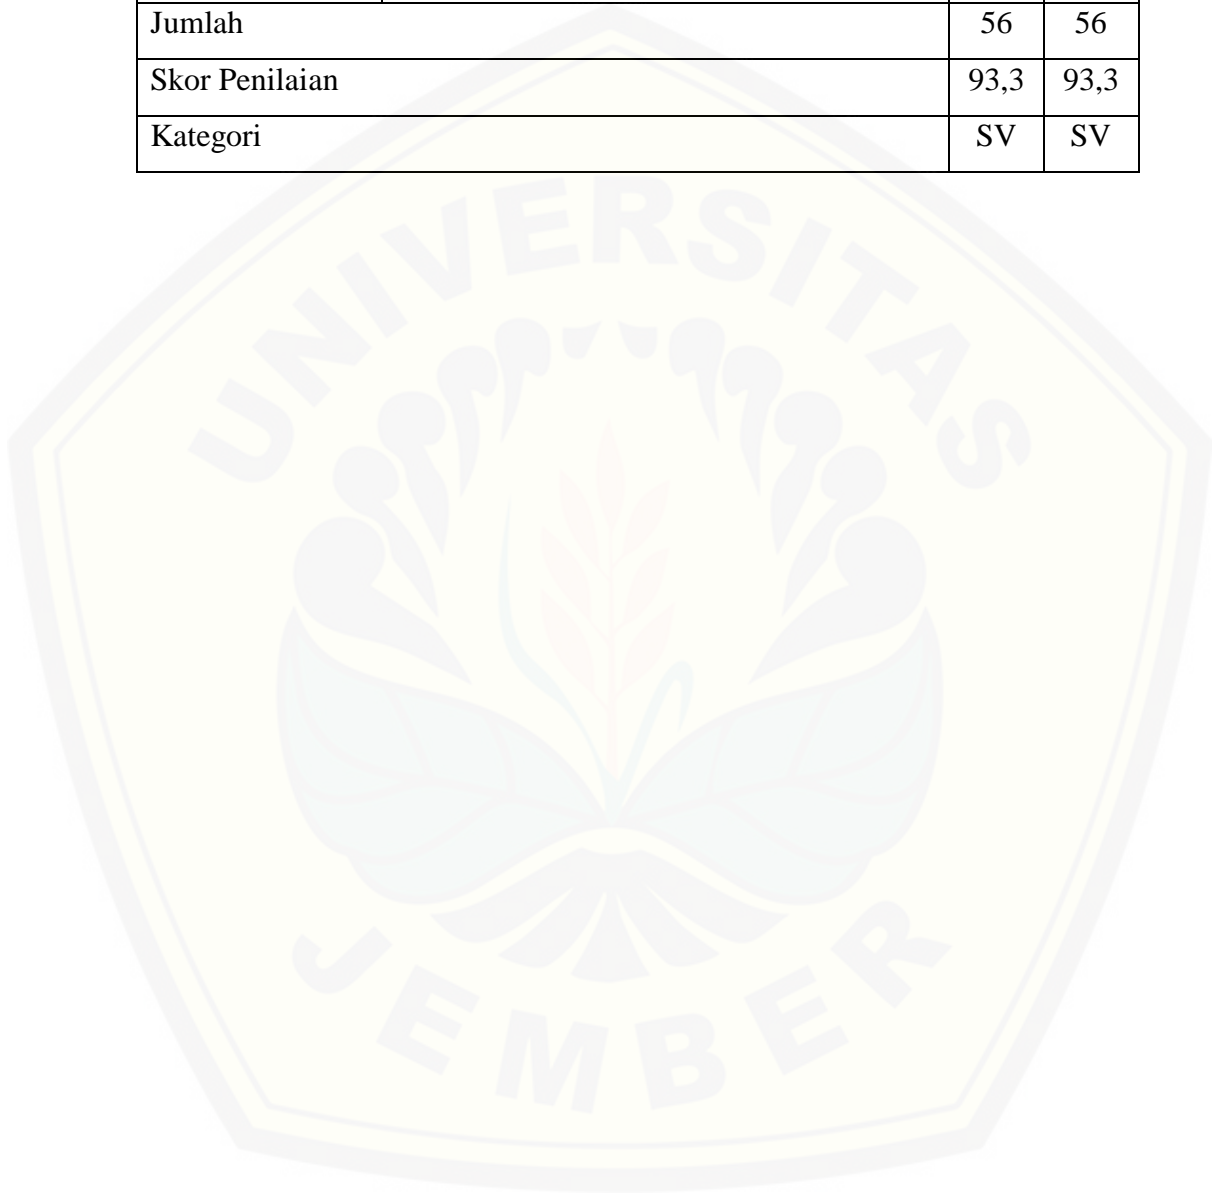 Jumlah 56 56
Skor Penilaian 93,3 93,3
Kategori SV SV
UNIVERSITAS
JEMBER